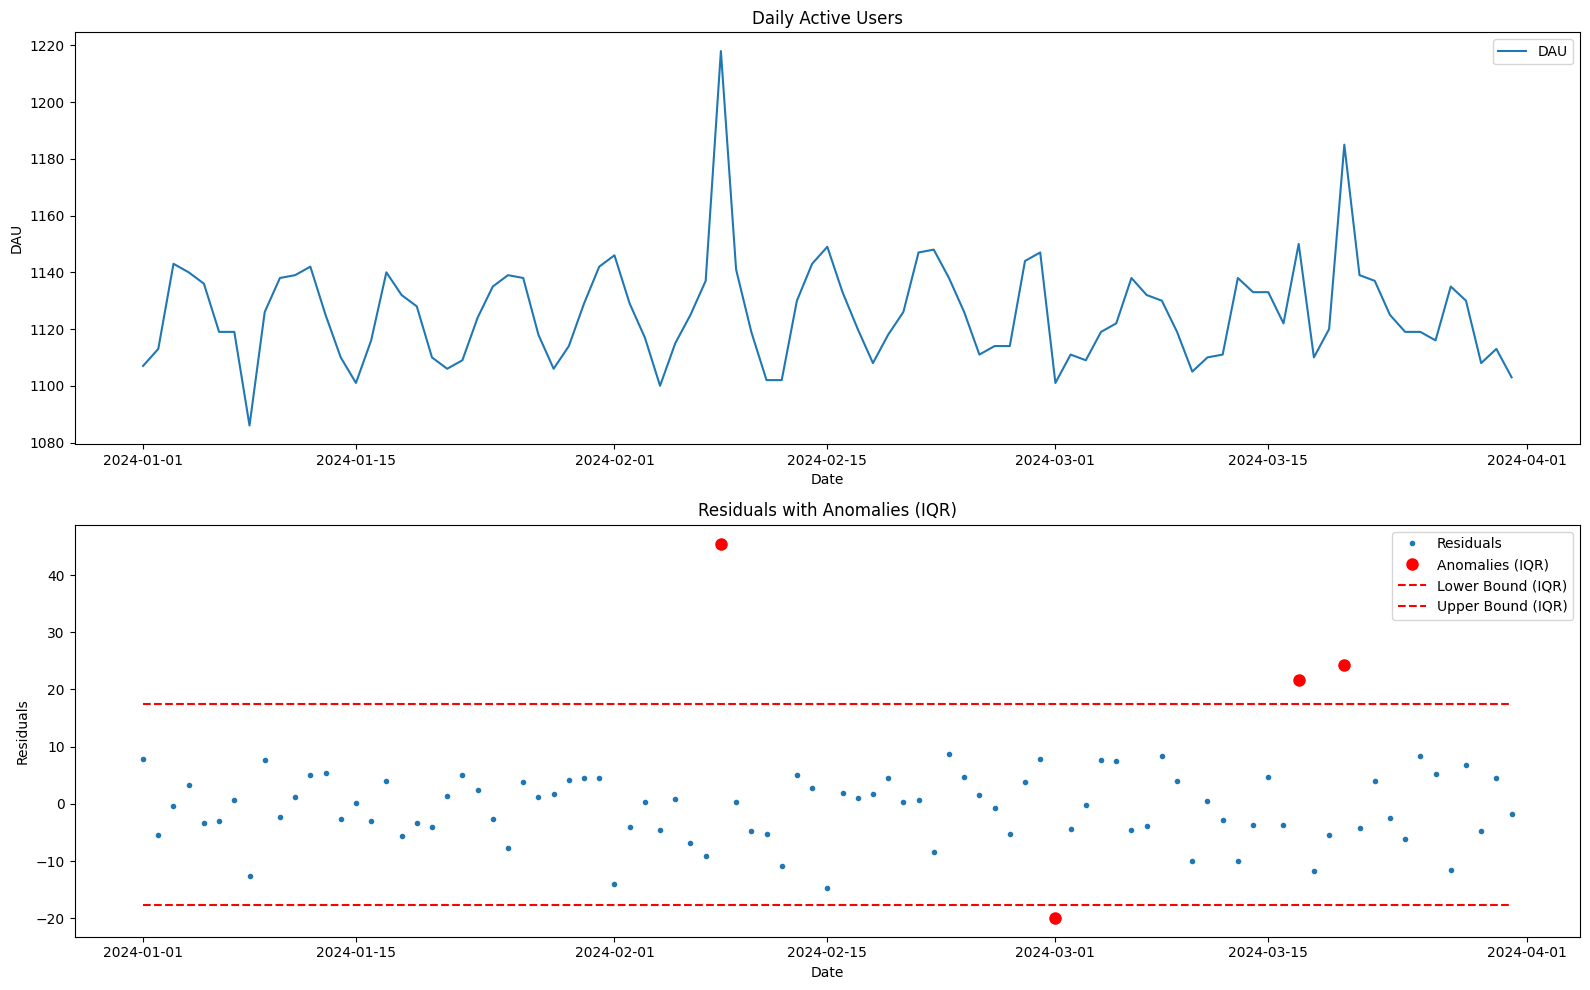 Daily Active Users
DAU
1220
1200
1180
1160
1140
1120
1100
1080
DAU
2024-01-01 2024-01-15 2024-02-01 2024-02-15 2024-03-01 2024-03-15 2024-04-01
Date
Residuals with Anomalies (IQR)
Residuals
Anomalies (IQR)
Lower Bound (IQR)
Upper Bound (IQR)
40
30
20
10
0
−10
−20
Residuals
2024-01-01 2024-01-15 2024-02-01 2024-02-15 2024-03-01 2024-03-15 2024-04-01
Date